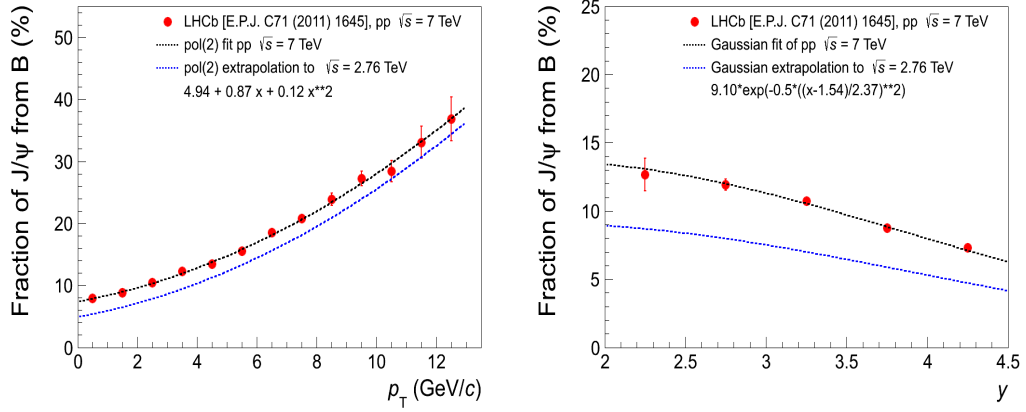 Fraction of J/ψ from B (%)
50
40
30
20
10
0
LHCb [E.P.J. C71 (2011) 1645], pp √s = 7 TeV
pol(2) fit pp √s = 7 TeV
pol(2) extrapolation to √s = 2.76 TeV
4.94 + 0.87 x + 0.12 x**2
0 2 4 6 8 10 12
p_T (GeV/c)
Fraction of J/ψ from B (%)
25
20
15
10
5
0
LHCb [E.P.J. C71 (2011) 1645], pp √s = 7 TeV
Gaussian fit of pp √s = 7 TeV
Gaussian extrapolation to √s = 2.76 TeV
9.10*exp(-0.5*((x-1.54)/2.37)**2)
2 2.5 3 3.5 4 4.5
y